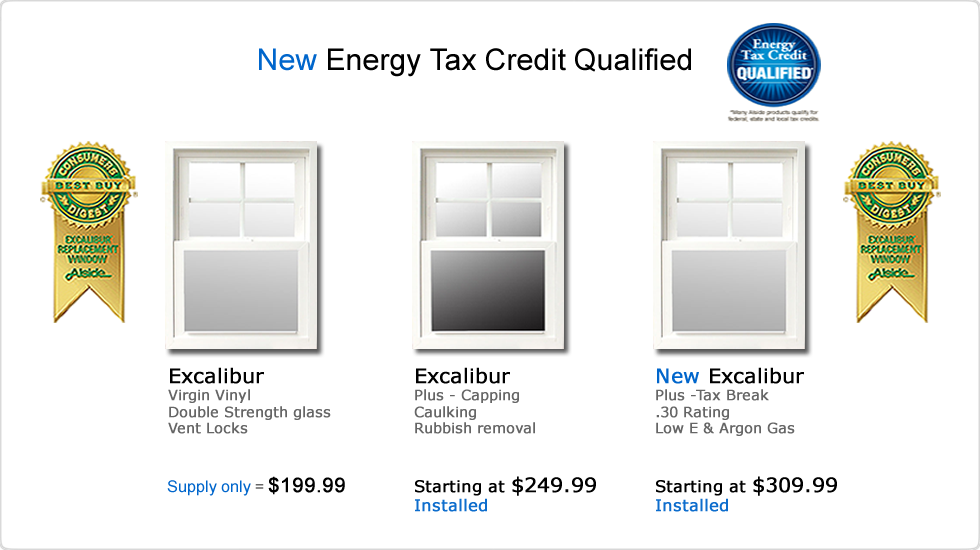 New Energy Tax Credit Qualified
Energy
Tax Credit
QUALIFIED
*Many Alside products qualify for
federal, state and local tax credits.
CONSUMERS
BEST BUY
DIGEST
EXCALIBUR
REPLACEMENT
WINDOW
Alside
CONSUMERS
BEST BUY
DIGEST
EXCALIBUR
REPLACEMENT
WINDOW
Alside
Excalibur
Virgin Vinyl
Double Strength glass
Vent Locks
Supply only = $199.99
Excalibur
Plus - Capping
Caulking
Rubbish removal
Starting at $249.99
Installed
New Excalibur
Plus -Tax Break
.30 Rating
Low E & Argon Gas
Starting at $309.99
Installed